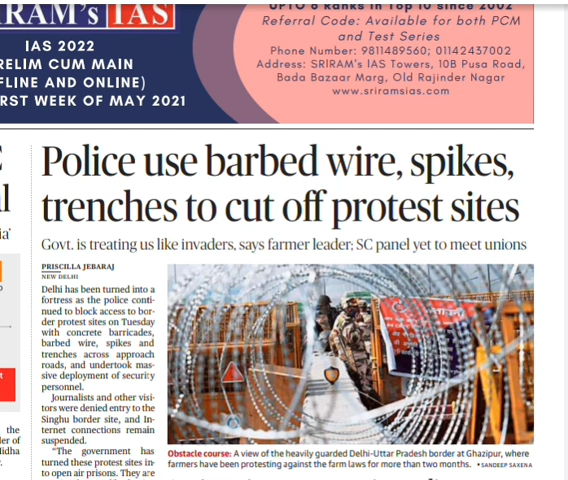 RAM's IAS
IAS 2022
RELIM CUM MAIN
FLINE AND ONLINE)
RST WEEK OF MAY 2021
UPTO 8 Ranks in Top 10 since 2002
Referral Code: Available for both PCM
and Test Series
Phone Number: 9811489560; 01142437002
Address: SRIRAM's IAS Towers, 10B Pusa Road,
Bada Bazaar Marg, Old Rajinder Nagar
www.sriramsias.com
Police use barbed wire, spikes,
trenches to cut off protest sites
Govt. is treating us like invaders, says farmer leader; SC panel yet to meet unions
PRISCILLA JEBARAJ
NEW DELHI
Delhi has been turned into a
fortress as the police conti-
nued to block access to bor-
der protest sites on Tuesday
with concrete barricades,
barbed wire, spikes and
trenches across approach
roads, and undertook mas-
sive deployment of security
personnel.
Journalists and other visi-
tors were denied entry to the
Singhu border site, and In-
ternet connections remain
suspended.
"The government has
turned these protest sites in-
to open air prisons. They are
Obstacle course: A view of the heavily guarded Delhi-Uttar Pradesh border at Ghazipur, where
farmers have been protesting against the farm laws for more than two months. • SANDEEP SAXENA
ia'
the
er of
Midha